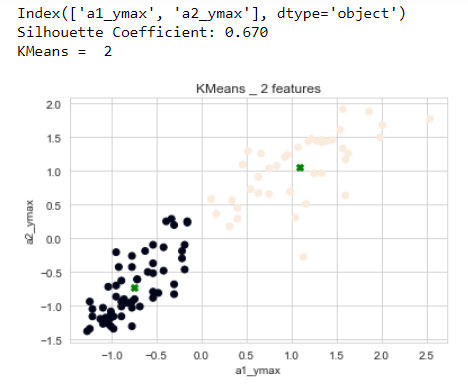 Index(['a1_ymax', 'a2_ymax'], dtype='object')
Silhouette Coefficient: 0.670
KMeans =  2
KMeans _ 2 features
2.0
1.5
1.0
0.5
0.0
−0.5
−1.0
−1.5
a2_ymax
−1.0 −0.5 0.0 0.5 1.0 1.5 2.0 2.5
a1_ymax